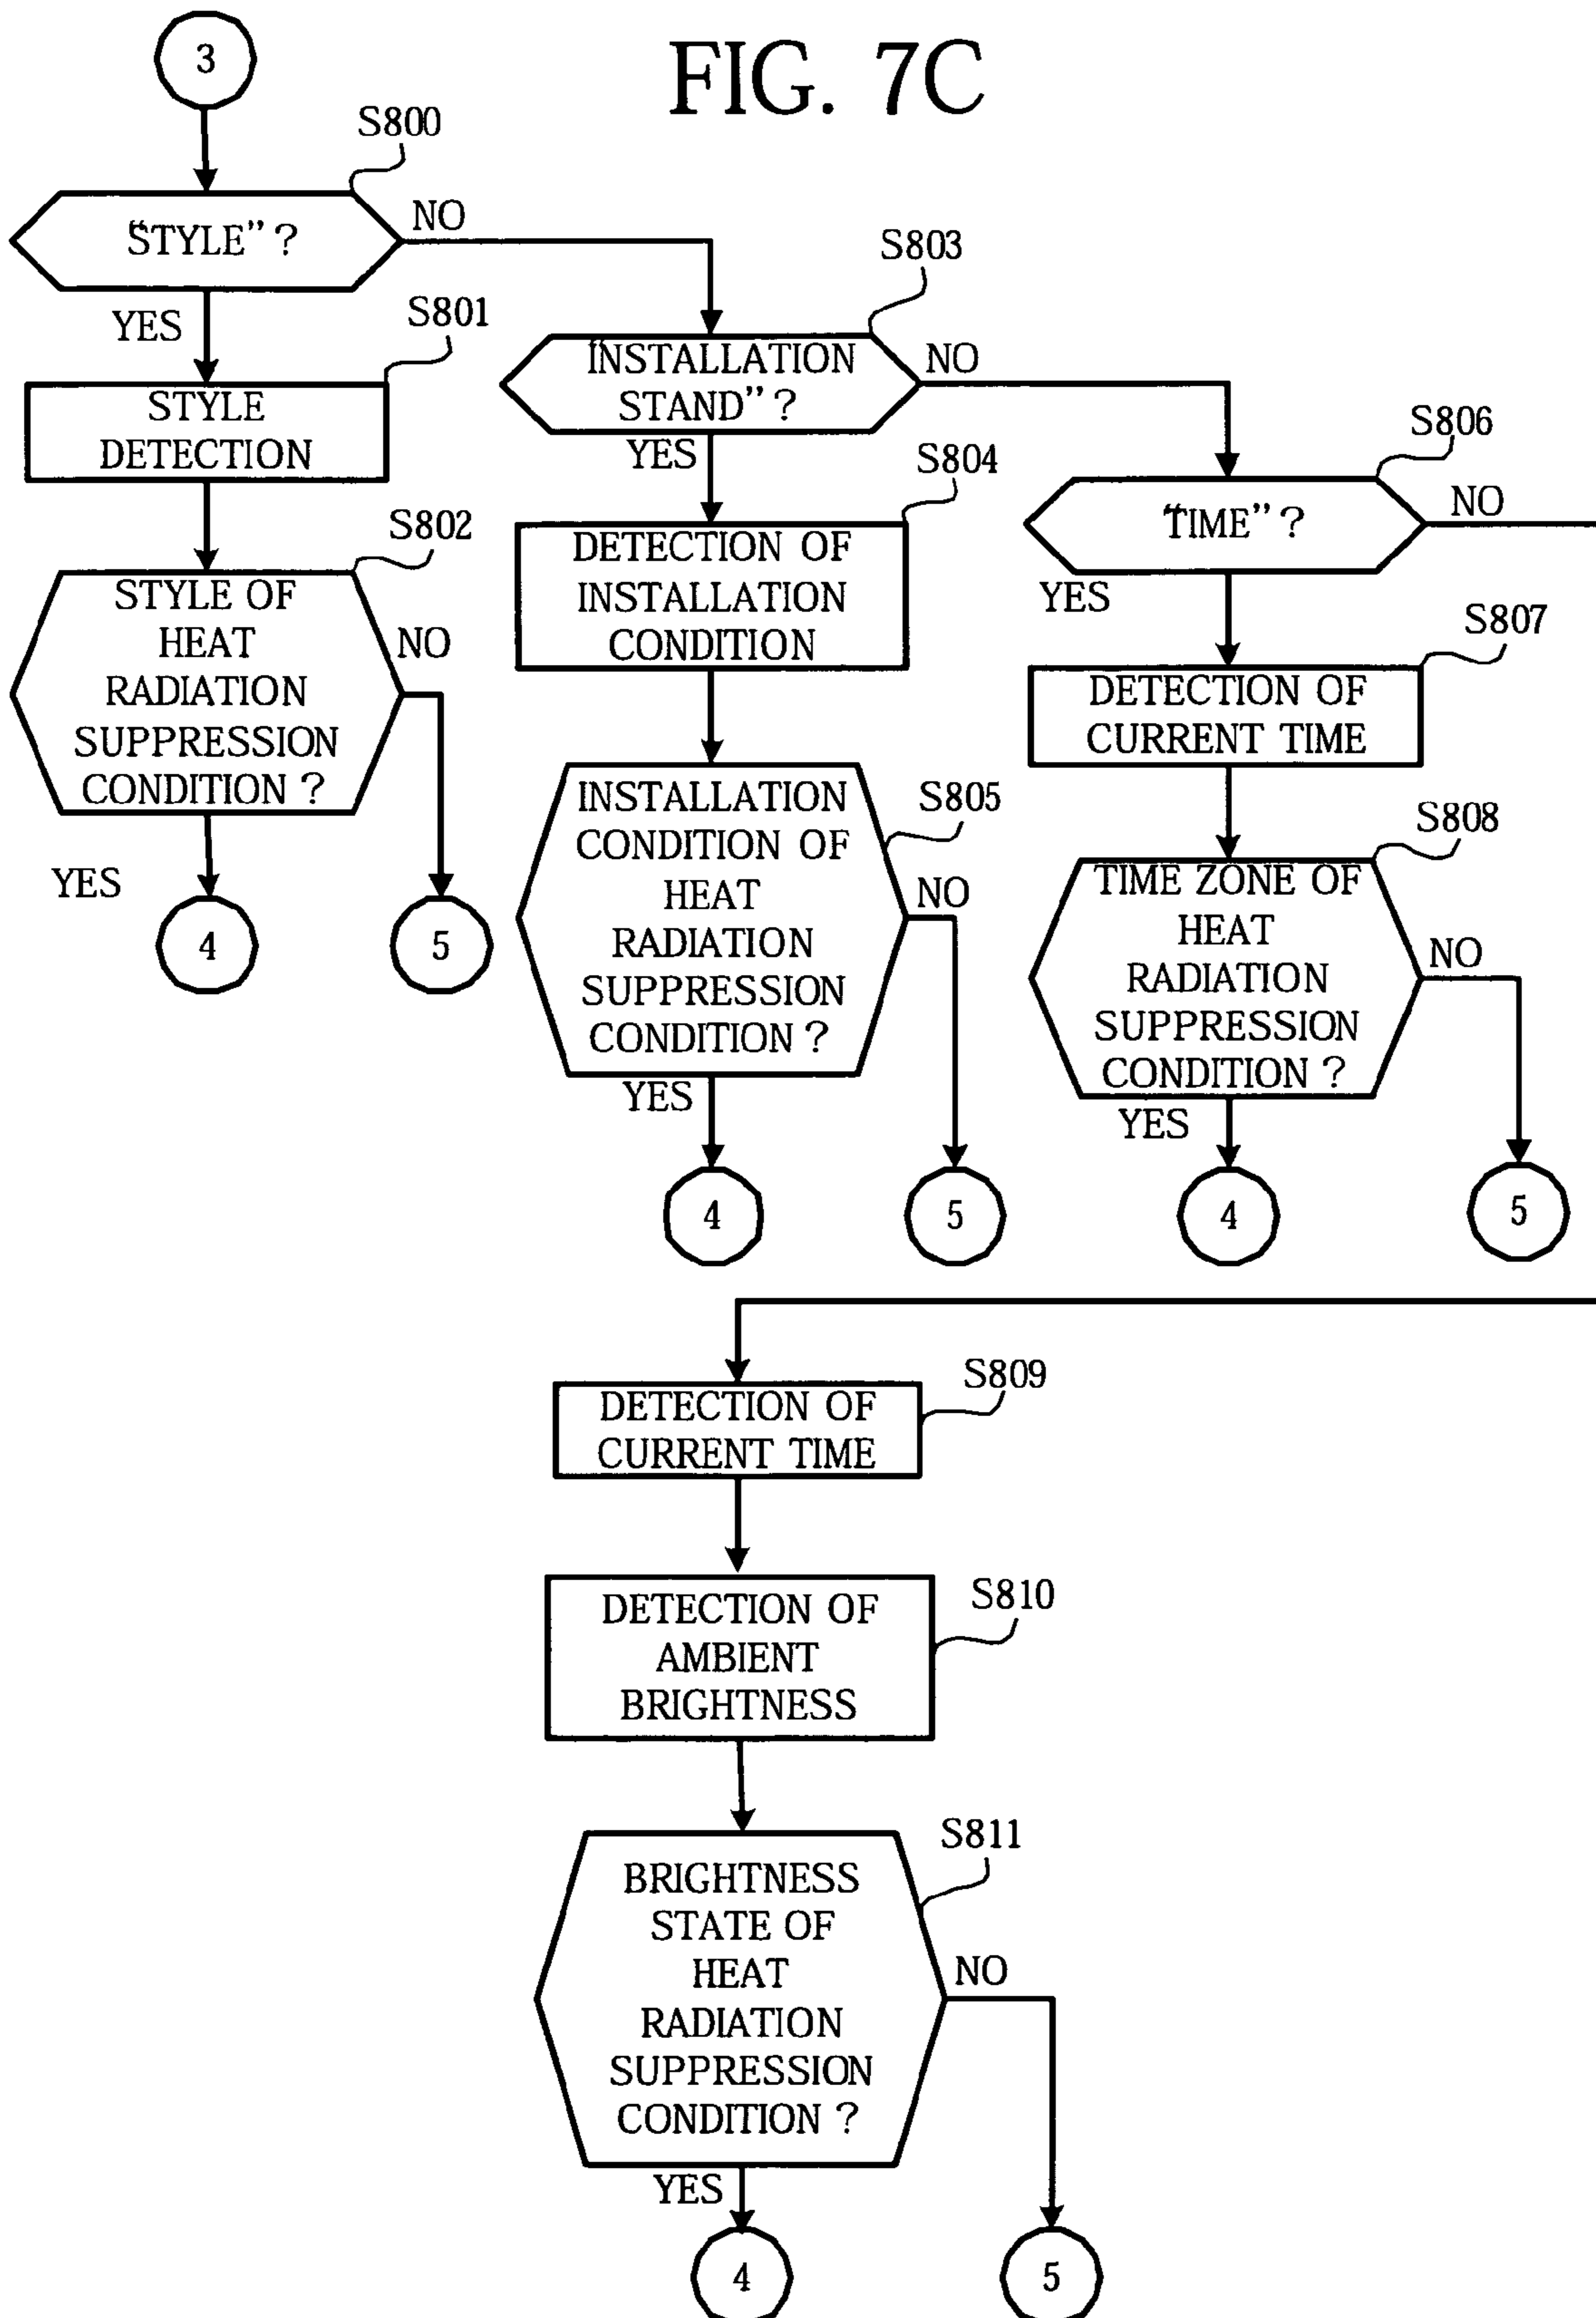 FIG. 7C
3
S800
“STYLE”?
NO
YES
S801
STYLE
DETECTION
S802
STYLE OF
HEAT
RADIATION
SUPPRESSION
CONDITION?
NO
YES
4
5
S803
“INSTALLATION
STAND”?
NO
YES
S804
DETECTION OF
INSTALLATION
CONDITION
S805
INSTALLATION
CONDITION OF
HEAT
RADIATION
SUPPRESSION
CONDITION?
NO
YES
4
5
S806
“TIME”?
NO
YES
S807
DETECTION OF
CURRENT TIME
S808
TIME ZONE OF
HEAT
RADIATION
SUPPRESSION
CONDITION?
NO
YES
4
5
S809
DETECTION OF
CURRENT TIME
S810
DETECTION OF
AMBIENT
BRIGHTNESS
S811
BRIGHTNESS
STATE OF
HEAT
RADIATION
SUPPRESSION
CONDITION?
NO
YES
4
5